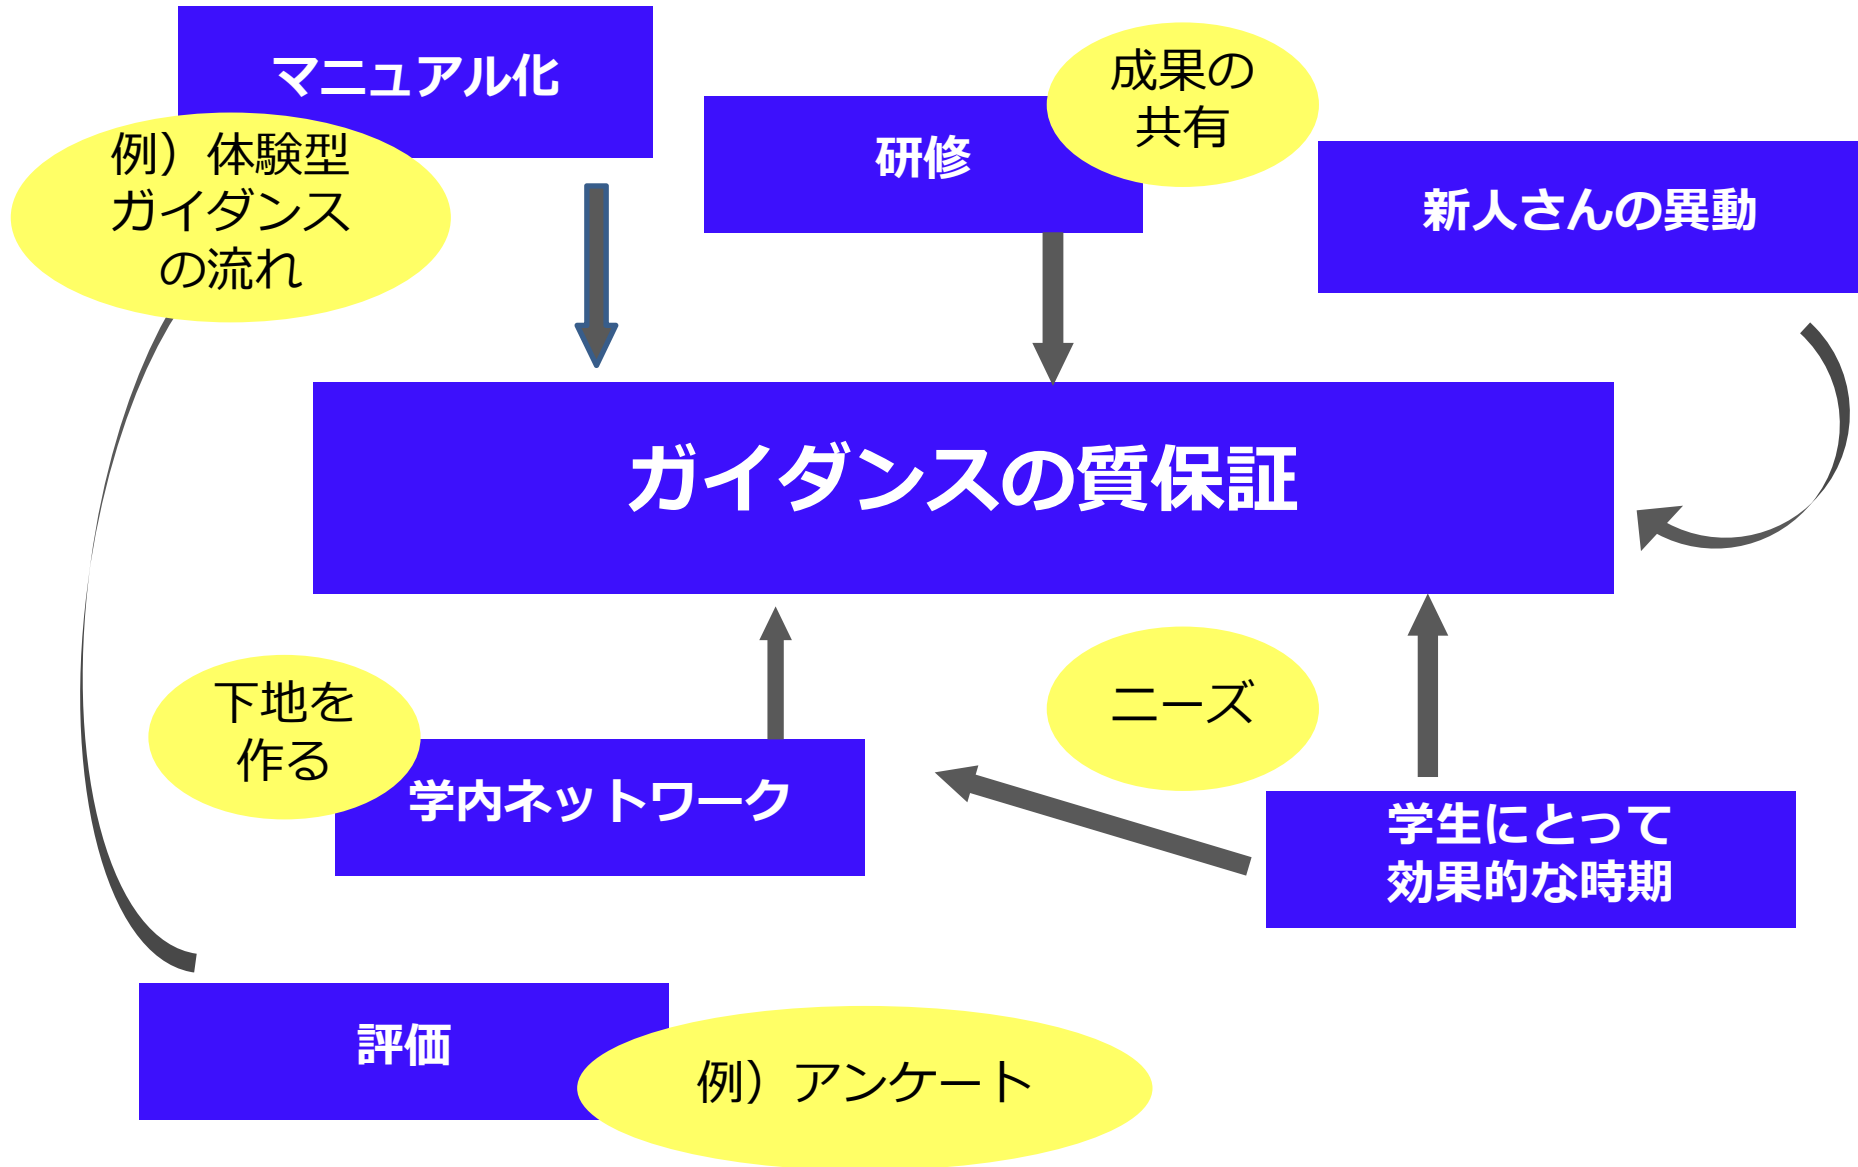 マニュアル化
例）体験型
ガイダンス
の流れ
研修
成果の
共有
新人さんの異動
ガイダンスの質保証
下地を
作る
学内ネットワーク
ニーズ
学生にとって
効果的な時期
評価
例）アンケート